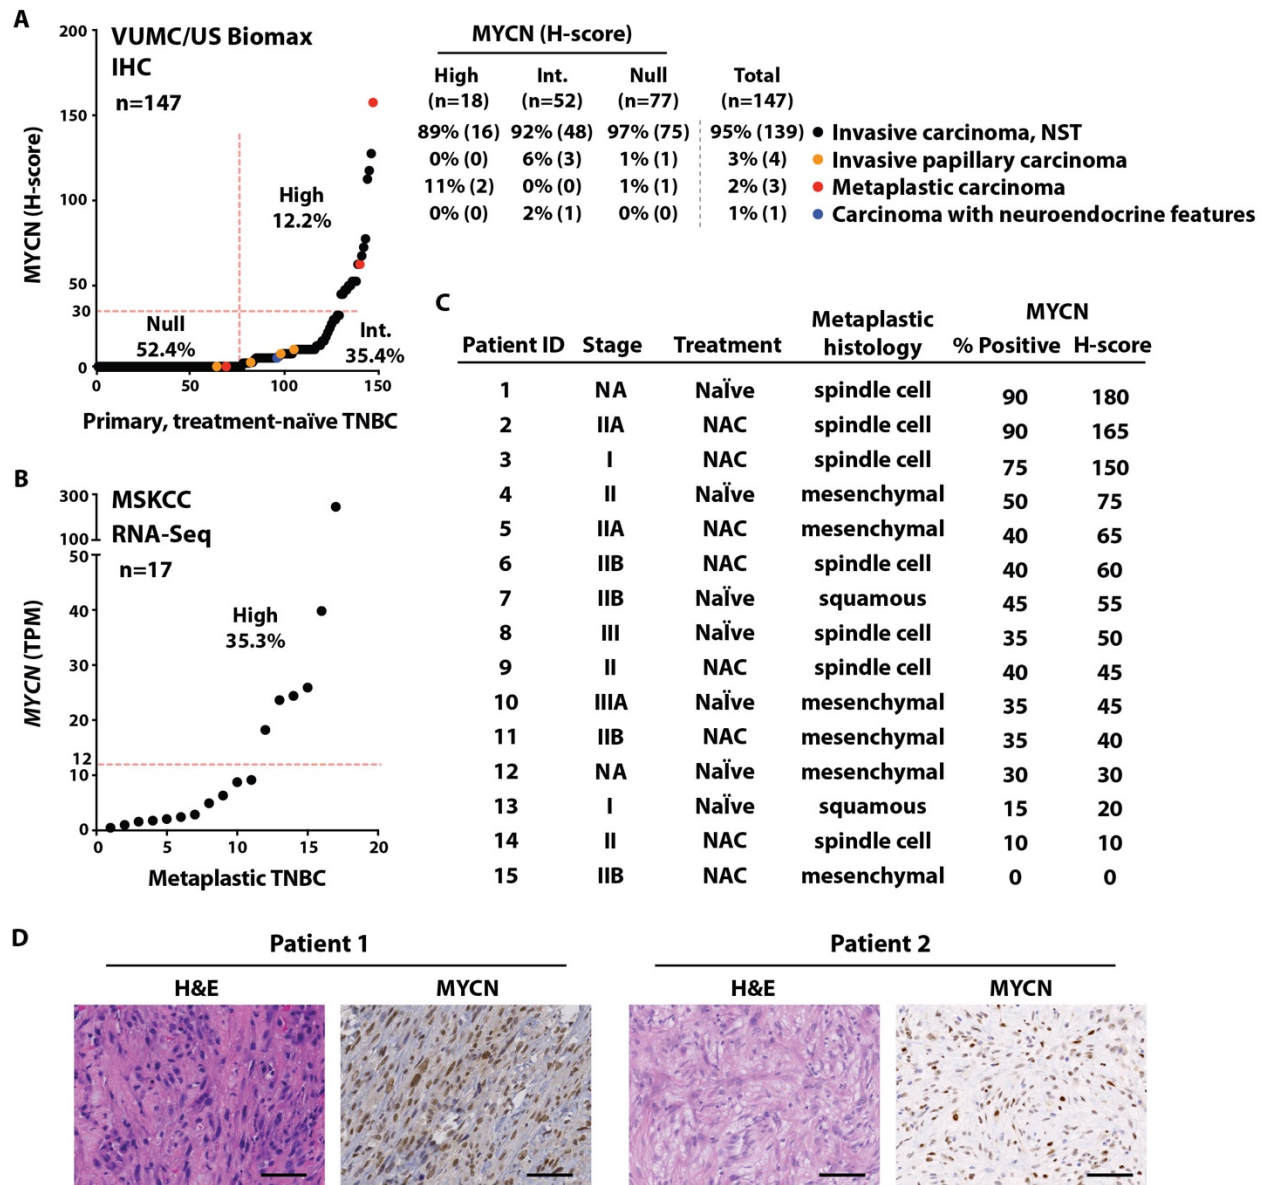 A
VUMC/US Biomax
IHC
n=147
MYCN (H-score)
200
150
100
50
30
0
High
12.2%
Null
52.4%
Int.
35.4%
0 50 100 150
Primary, treatment-naïve TNBC
MYCN (H-score)
High Int. Null Total
(n=18) (n=52) (n=77) (n=147)
89% (16) 92% (48) 97% (75) 95% (139) Invasive carcinoma, NST
0% (0) 6% (3) 1% (1) 3% (4) Invasive papillary carcinoma
11% (2) 0% (0) 1% (1) 2% (3) Metaplastic carcinoma
0% (0) 2% (1) 0% (0) 1% (1) Carcinoma with neuroendocrine features
B
MSKCC
RNA-Seq
n=17
MYCN (TPM)
300
100
50
40
30
20
12
10
0
High
35.3%
0 5 10 15 20
Metaplastic TNBC
C
Metaplastic MYCN
Patient ID Stage Treatment histology % Positive H-score
1 NA NaÏve spindle cell 90 180
2 IIA NAC spindle cell 90 165
3 I NAC spindle cell 75 150
4 II NaÏve mesenchymal 50 75
5 IIA NAC mesenchymal 40 65
6 IIB NAC spindle cell 40 60
7 IIB NaÏve squamous 45 55
8 III NaÏve spindle cell 35 50
9 II NAC spindle cell 40 45
10 IIIA NaÏve mesenchymal 35 45
11 IIB NAC mesenchymal 35 40
12 NA NaÏve mesenchymal 30 30
13 I NaÏve squamous 15 20
14 II NAC spindle cell 10 10
15 IIB NAC mesenchymal 0 0
D
Patient 1 Patient 2
H&E MYCN H&E MYCN